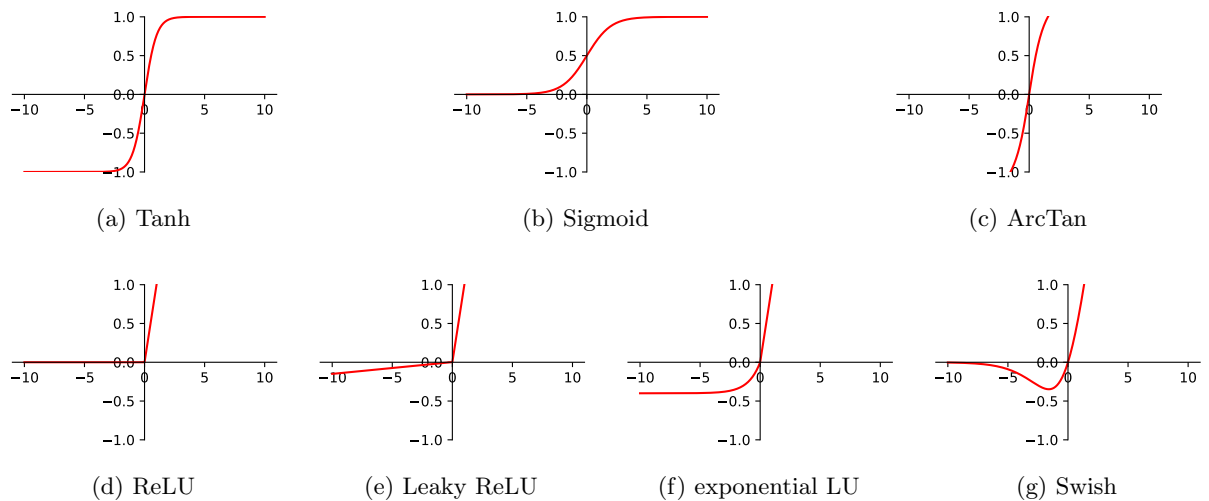 1.0 1.0 1.0
0.5 0.5 0.5
0.0 0.0 0.0
−10 −5 0 5 10 −10 −5 0 5 10 −10 −5 0 5 10
−0.5 −0.5 −0.5
−1.0 −1.0 −1.0
(a) Tanh (b) Sigmoid (c) ArcTan
1.0 1.0 1.0 1.0
0.5 0.5 0.5 0.5
0.0 0.0 0.0 0.0
−10 −5 0 5 10 −10 −5 0 5 10 −10 −5 0 5 10 −10 −5 0 5 10
−0.5 −0.5 −0.5 −0.5
−1.0 −1.0 −1.0 −1.0
(d) ReLU (e) Leaky ReLU (f) exponential LU (g) Swish